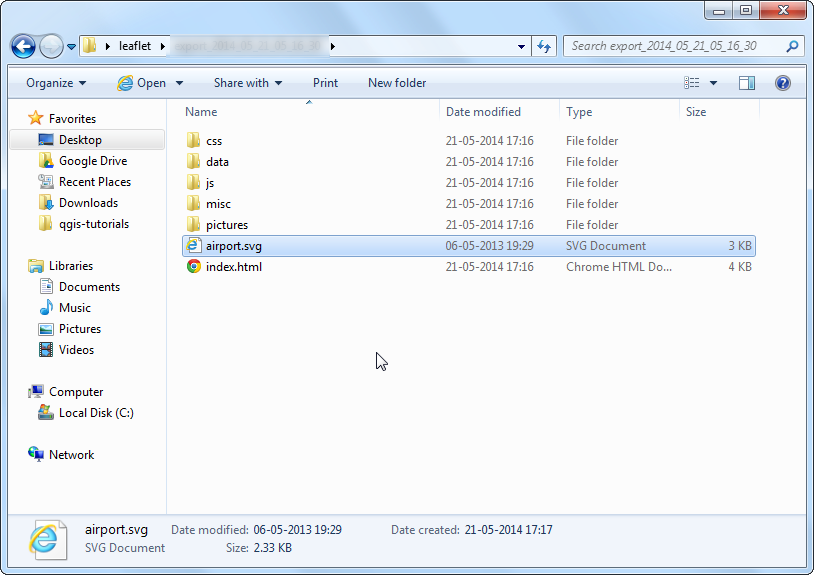 leaflet
Search export_2014_05_21_05_16_30
Organize Open Share with Print New folder
Name Date modified Type Size
Favorites
Desktop
Google Drive
Recent Places
Downloads
qgis-tutorials
Libraries
Documents
Music
Pictures
Videos
Computer
Local Disk (C:)
Network
css 21-05-2014 17:16 File folder
data 21-05-2014 17:16 File folder
js 21-05-2014 17:16 File folder
misc 21-05-2014 17:16 File folder
pictures 21-05-2014 17:16 File folder
airport.svg 06-05-2013 19:29 SVG Document 3 KB
index.html 21-05-2014 17:16 Chrome HTML Do... 4 KB
airport.svg Date modified: 06-05-2013 19:29 Date created: 21-05-2014 17:17
SVG Document Size: 2.33 KB